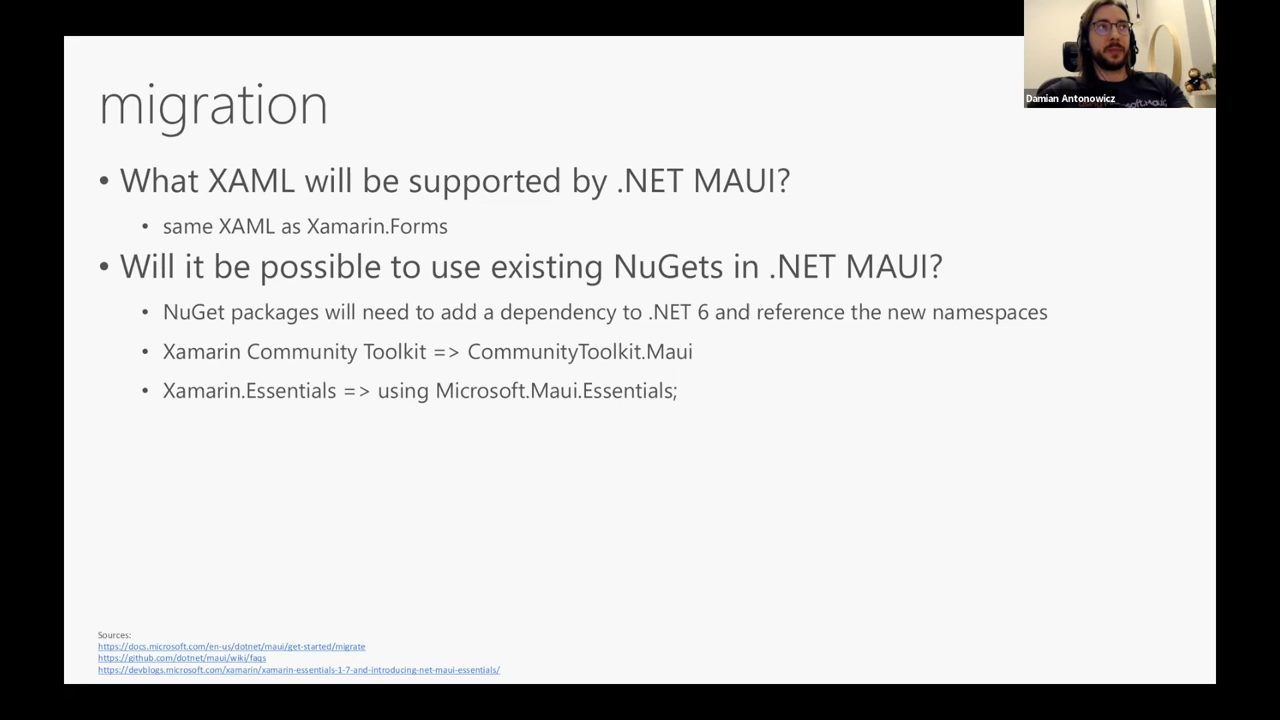 migration
Damian Antonowicz
• What XAML will be supported by .NET MAUI?
• same XAML as Xamarin.Forms
• Will it be possible to use existing NuGets in .NET MAUI?
• NuGet packages will need to add a dependency to .NET 6 and reference the new namespaces
• Xamarin Community Toolkit => CommunityToolkit.Maui
• Xamarin.Essentials => using Microsoft.Maui.Essentials;
Sources:
https://docs.microsoft.com/en-us/dotnet/maui/get-started/migrate
https://github.com/dotnet/maui/wiki/faqs
https://devblogs.microsoft.com/xamarin/xamarin-essentials-1-7-and-introducing-net-maui-essentials/